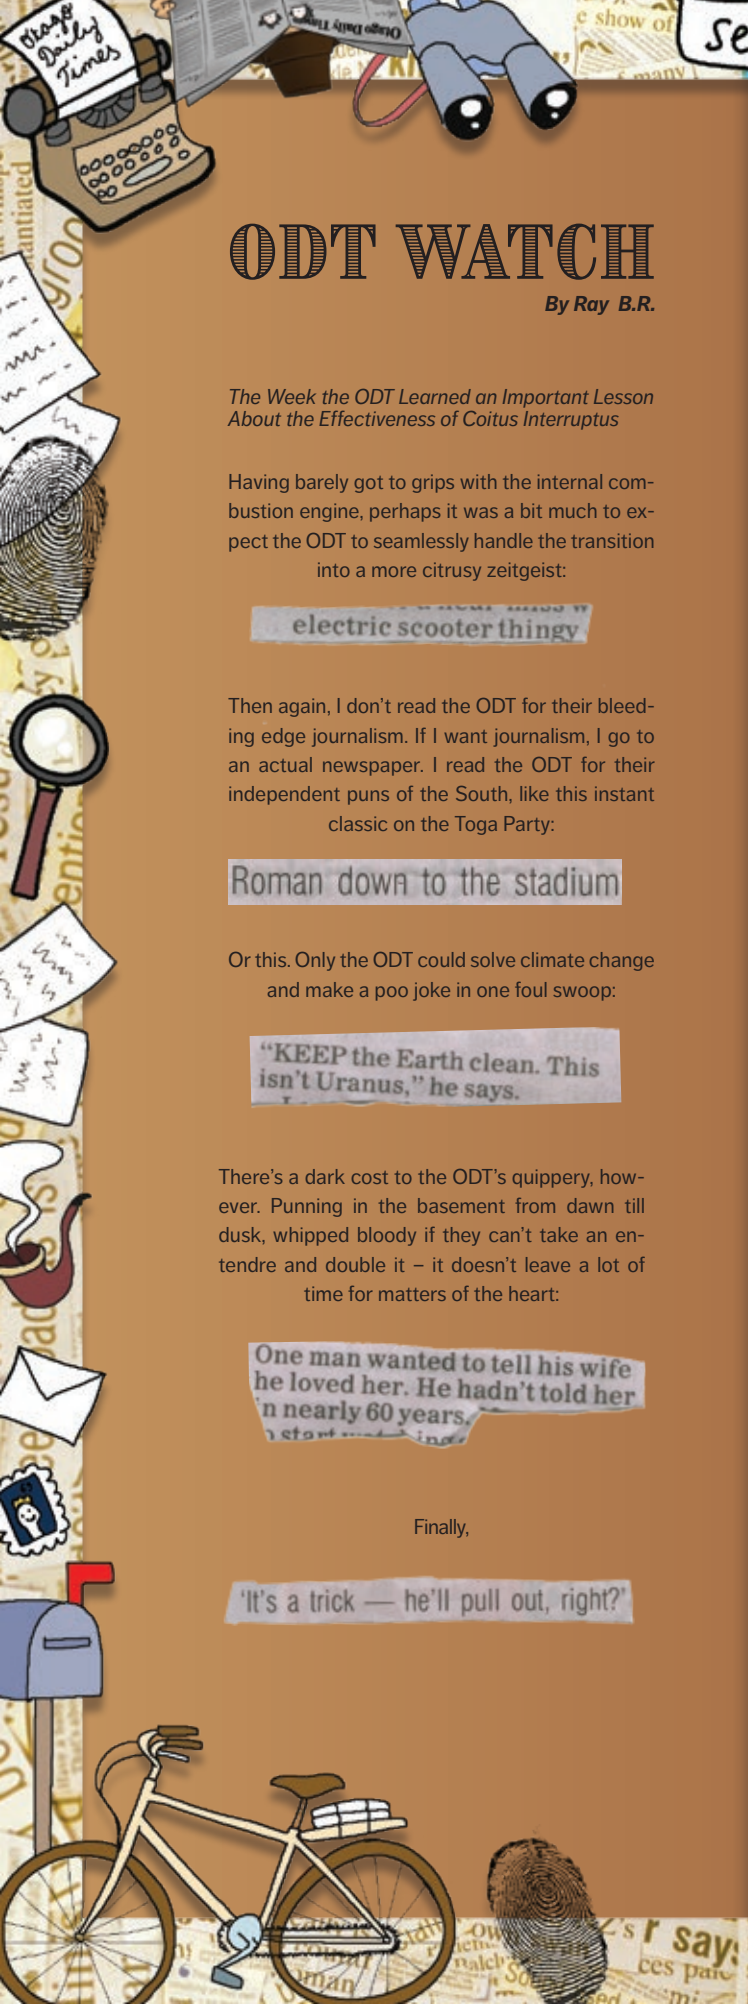 Otago
Daily
Times
Otago Daily Times
e show of
many
se
ODT WATCH
By Ray B.R.
The Week the ODT Learned an Important Lesson
About the Effectiveness of Coitus Interruptus
Having barely got to grips with the internal com-
bustion engine, perhaps it was a bit much to ex-
pect the ODT to seamlessly handle the transition
into a more citrusy zeitgeist:
electric scooter thingy
Then again, I don't read the ODT for their bleed-
ing edge journalism. If I want journalism, I go to
an actual newspaper. I read the ODT for their
independent puns of the South, like this instant
classic on the Toga Party:
Roman down to the stadium
Or this. Only the ODT could solve climate change
and make a poo joke in one foul swoop:
“KEEP the Earth clean. This
isn't Uranus,” he says.
There's a dark cost to the ODT's quippery, how-
ever. Punning in the basement from dawn till
dusk, whipped bloody if they can't take an en-
tendre and double it – it doesn't leave a lot of
time for matters of the heart:
One man wanted to tell his wife
he loved her. He hadn't told her
n nearly 60 years.
start
Finally,
'It's a trick — he'll pull out, right?'
r says